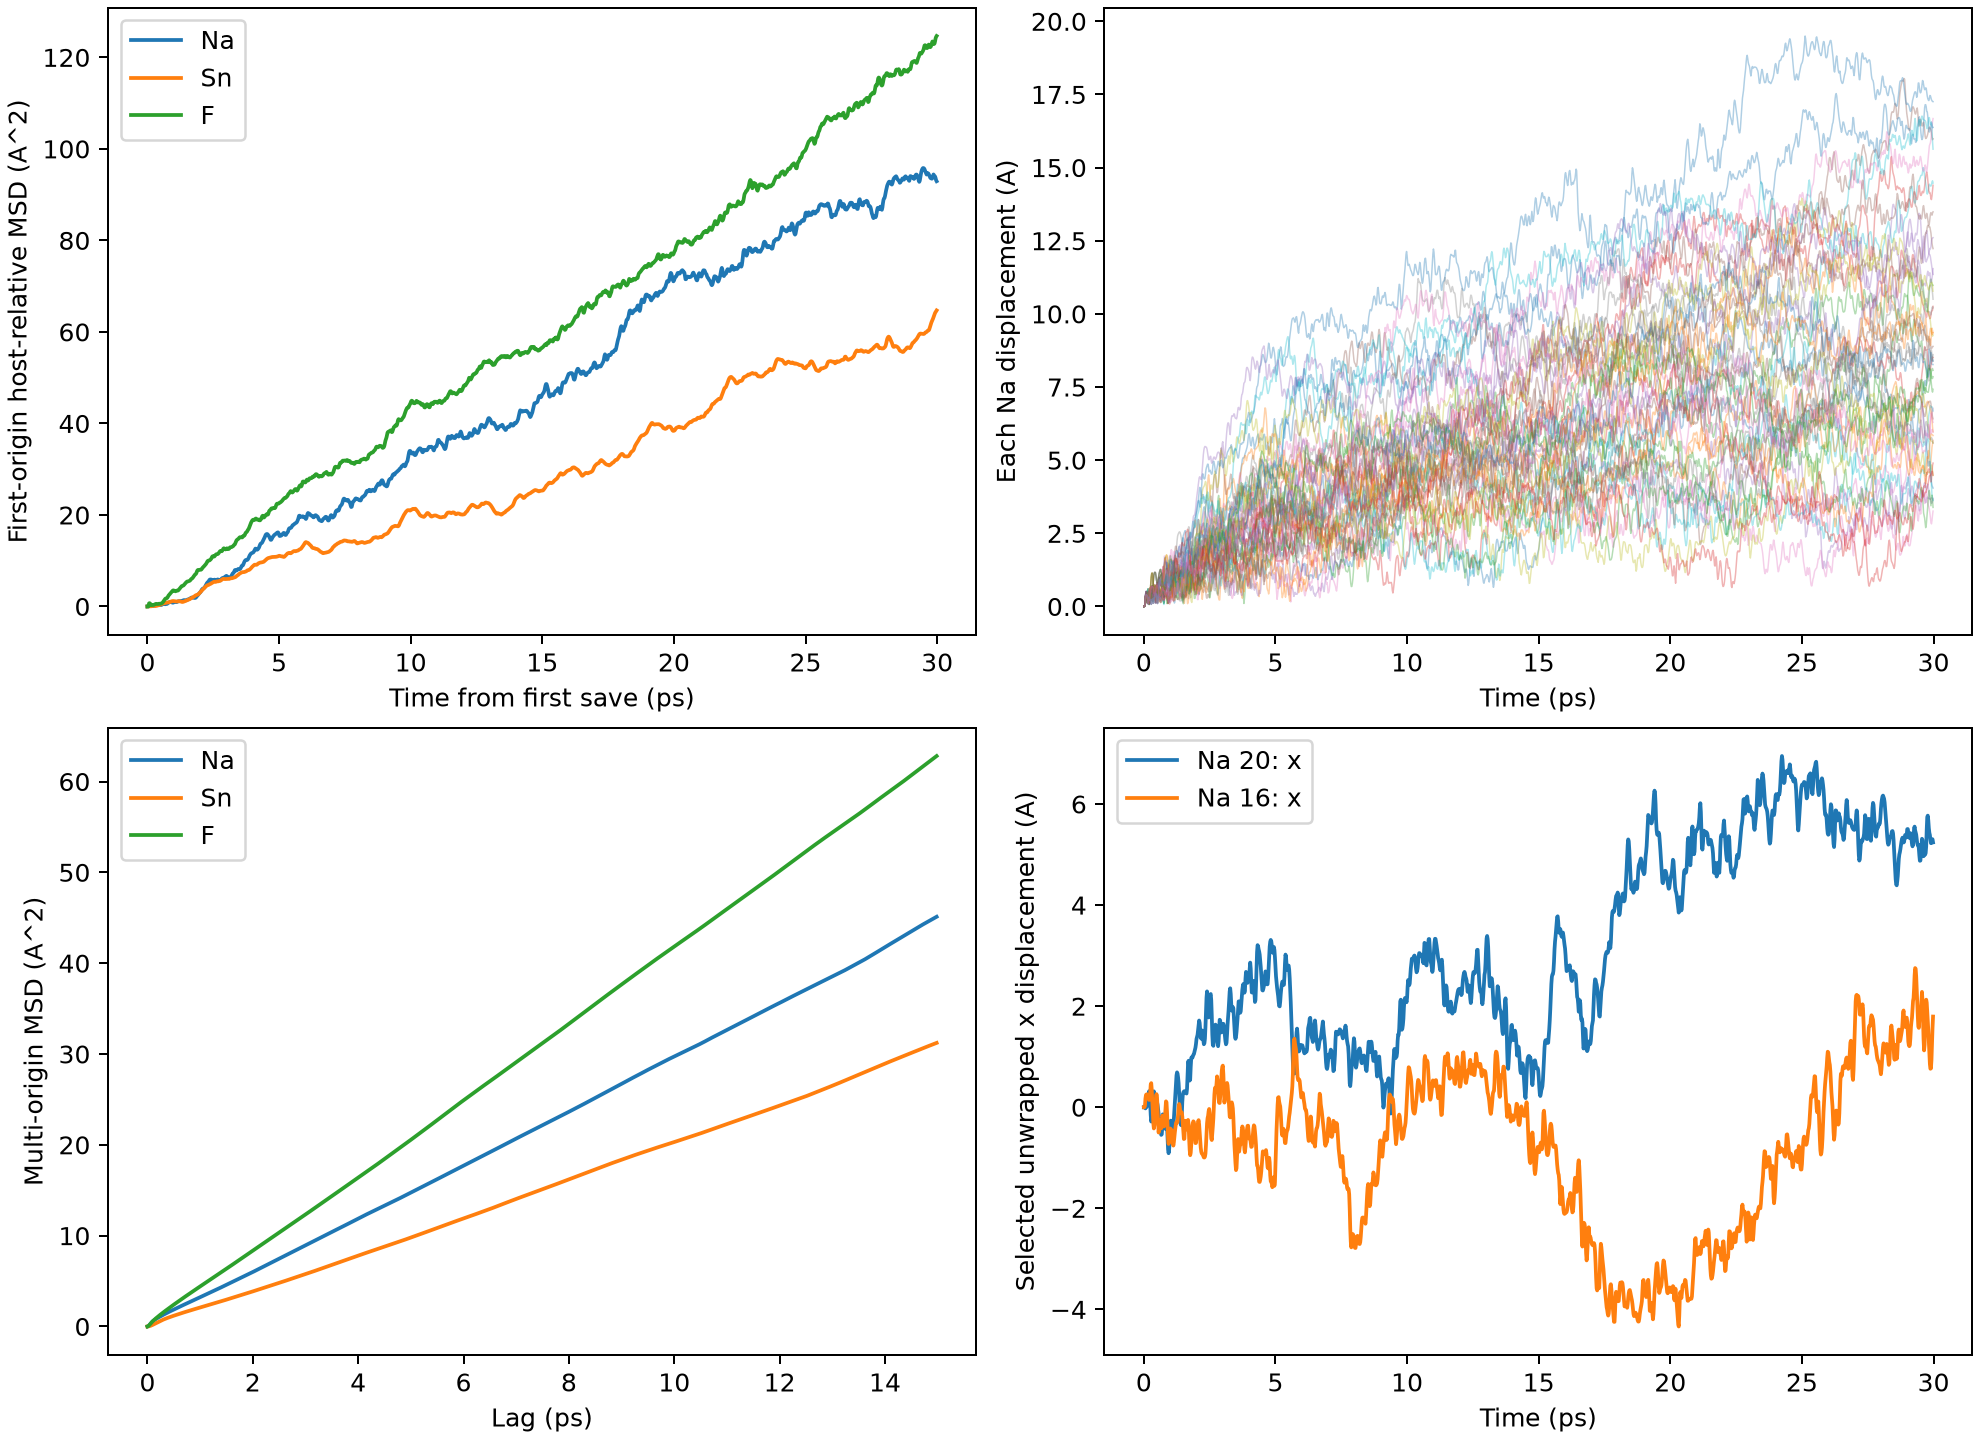 First-origin host-relative MSD (A^2)
120
100
80
60
40
20
0
Na
Sn
F
0 5 10 15 20 25 30
Time from first save (ps)
Each Na displacement (A)
20.0
17.5
15.0
12.5
10.0
7.5
5.0
2.5
0.0
0 5 10 15 20 25 30
Time (ps)
Multi-origin MSD (A^2)
60
50
40
30
20
10
0
Na
Sn
F
0 2 4 6 8 10 12 14
Lag (ps)
Selected unwrapped x displacement (A)
6
4
2
0
−2
−4
Na 20: x
Na 16: x
0 5 10 15 20 25 30
Time (ps)